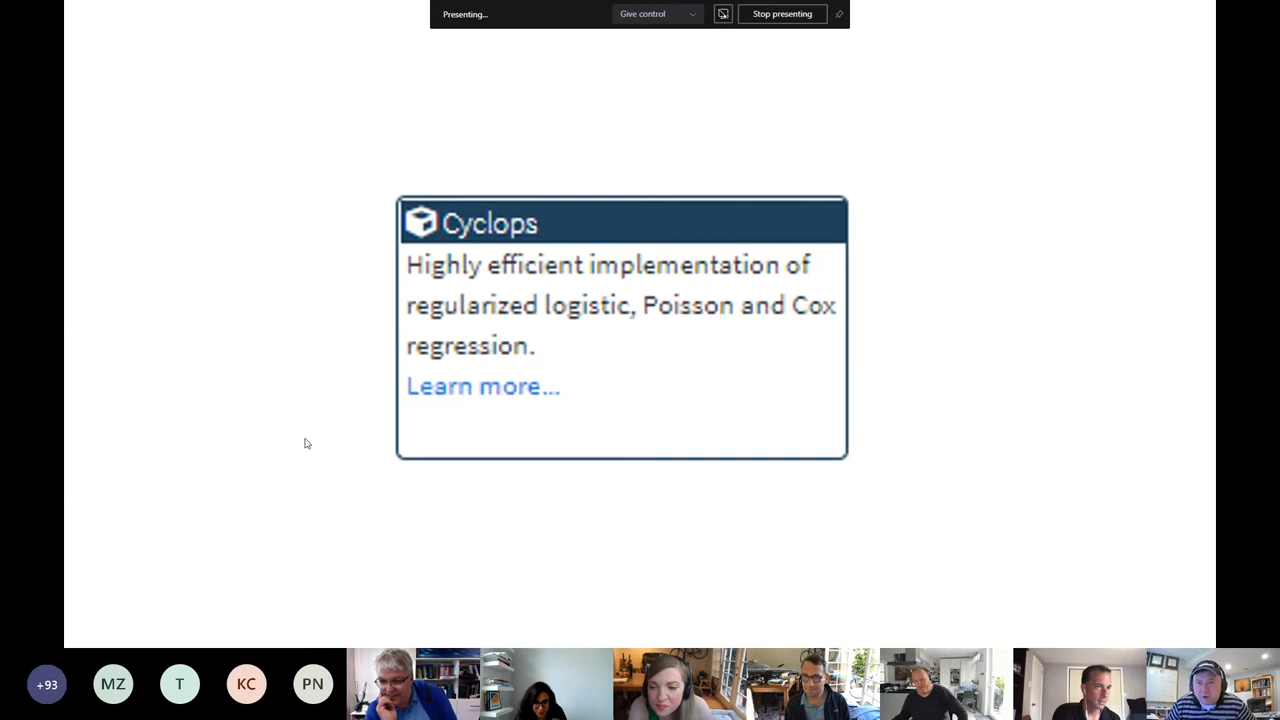 Presenting...
Give control
Stop presenting
Cyclops
Highly efficient implementation of
regularized logistic, Poisson and Cox
regression.
Learn more...
+93
MZ
T
KC
PN